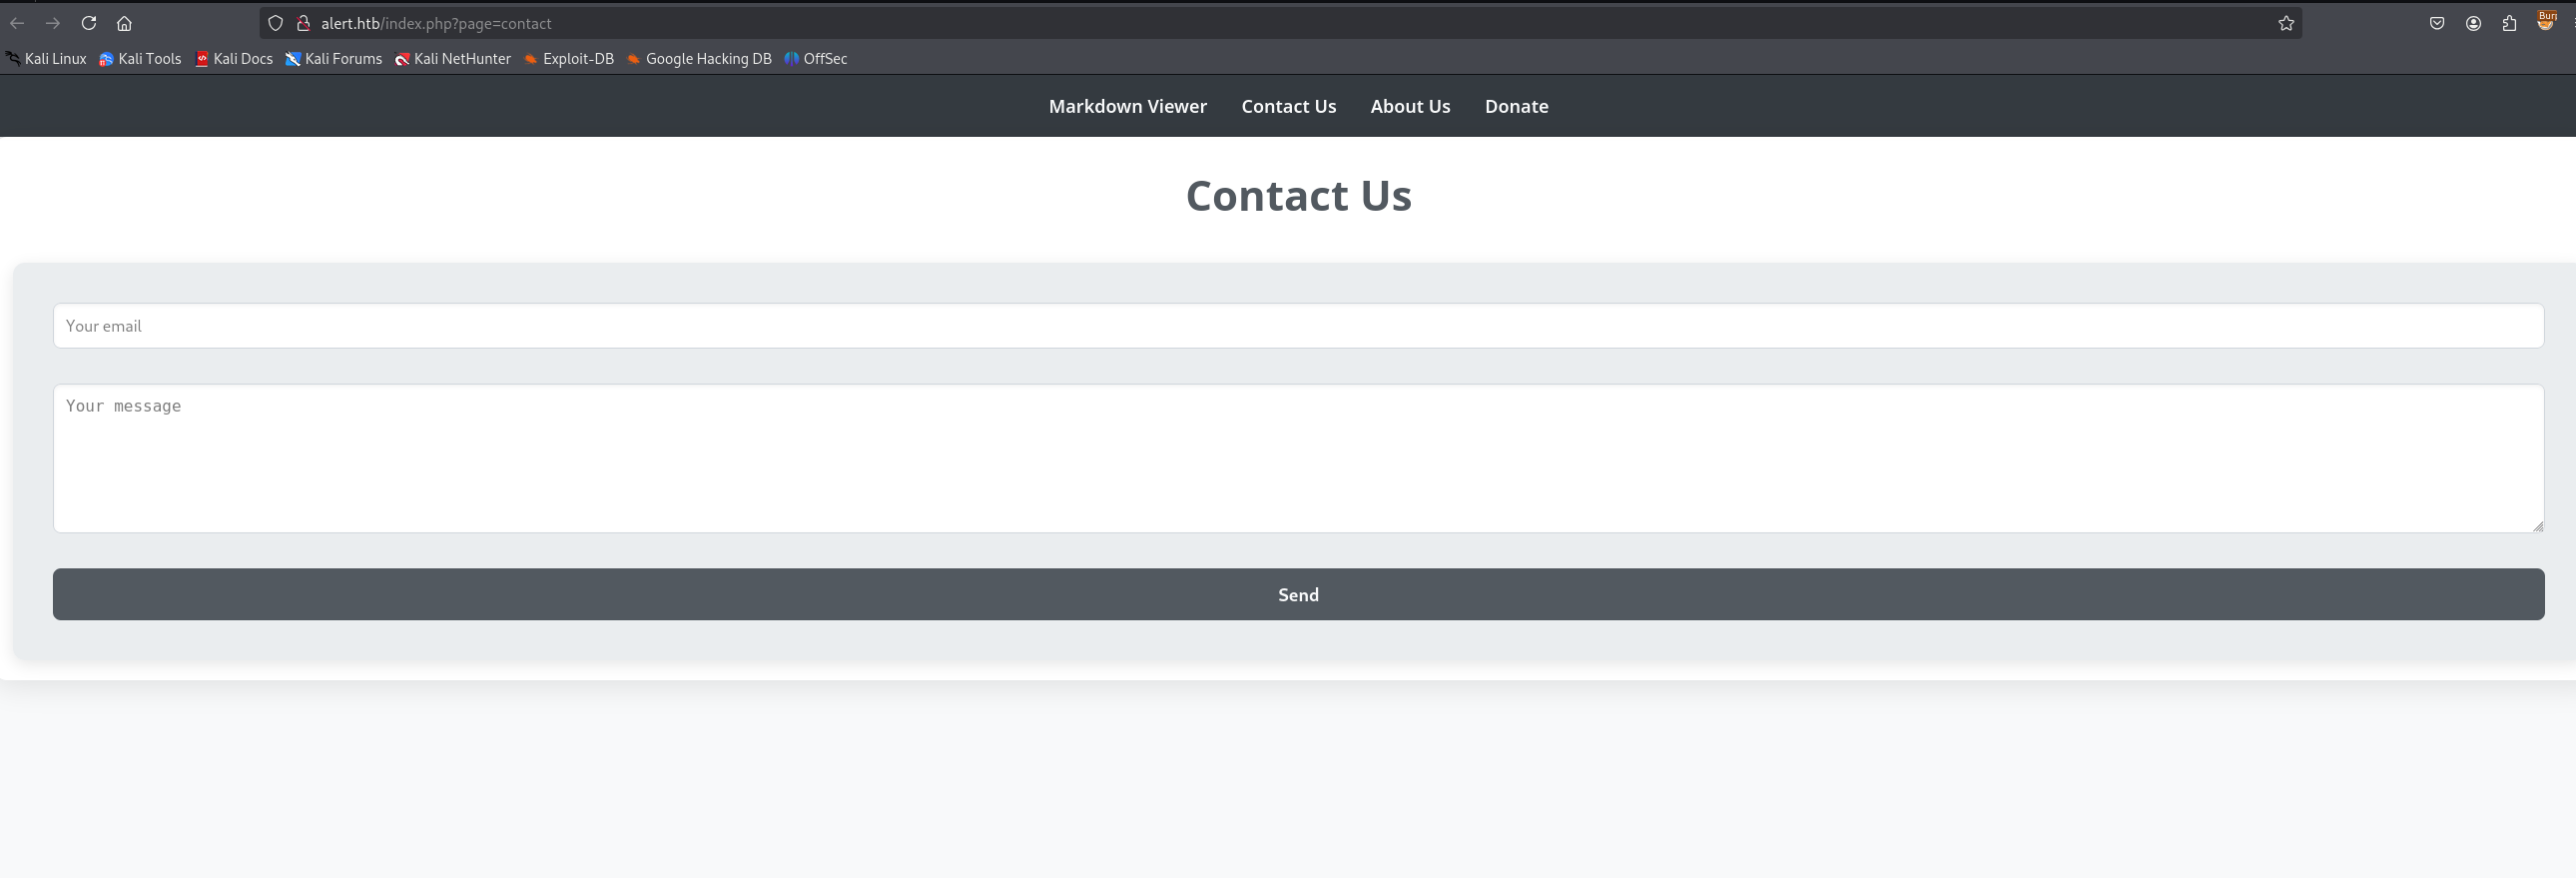 alert.htb/index.php?page=contact
Burp
Kali Linux Kali Tools Kali Docs Kali Forums Kali NetHunter Exploit-DB Google Hacking DB OffSec
Markdown Viewer Contact Us About Us Donate
Contact Us
Your email
Your message
Send